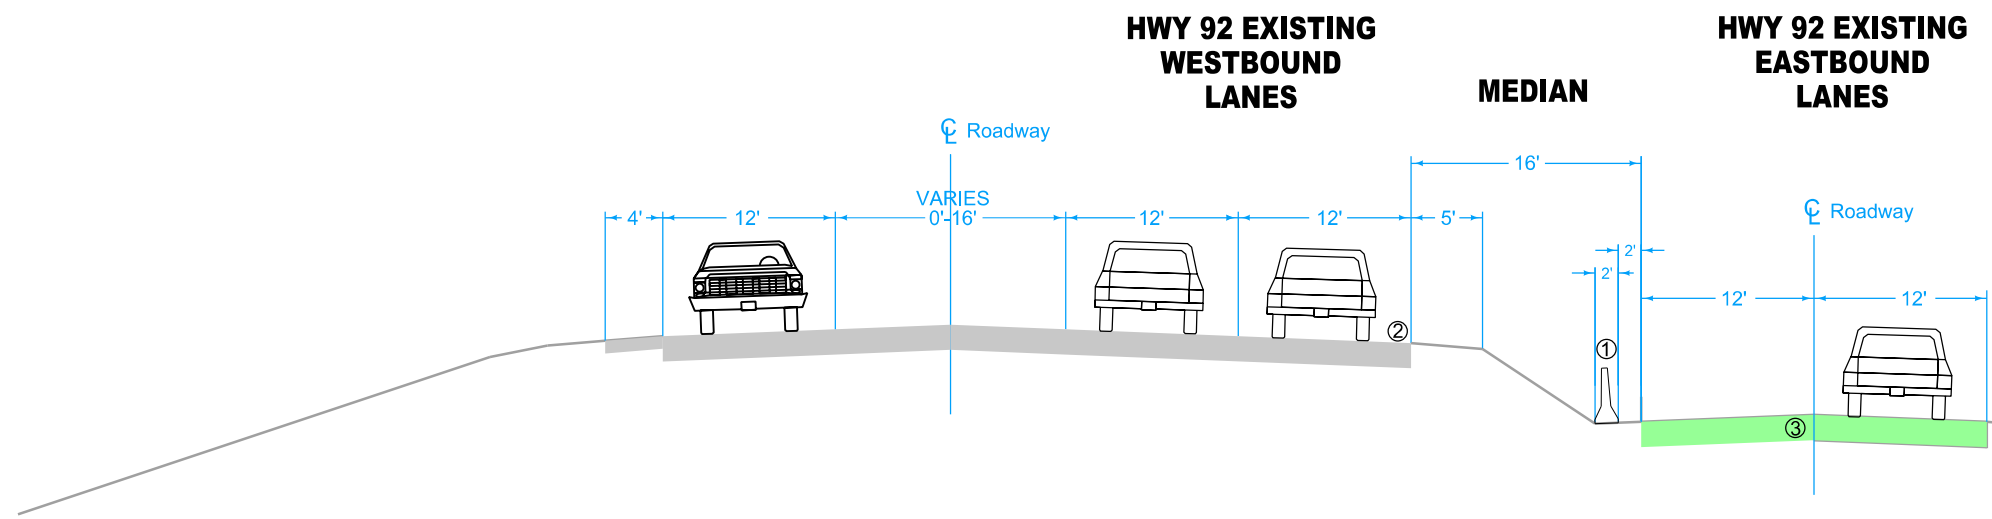 HWY 92 EXISTING
WESTBOUND
LANES
MEDIAN
HWY 92 EXISTING
EASTBOUND
LANES
℄ Roadway
16'
VARIES
4'
12'
0'-16'
12'
12'
5'
℄ Roadway
2'
2'
12'
12'
②
①
③